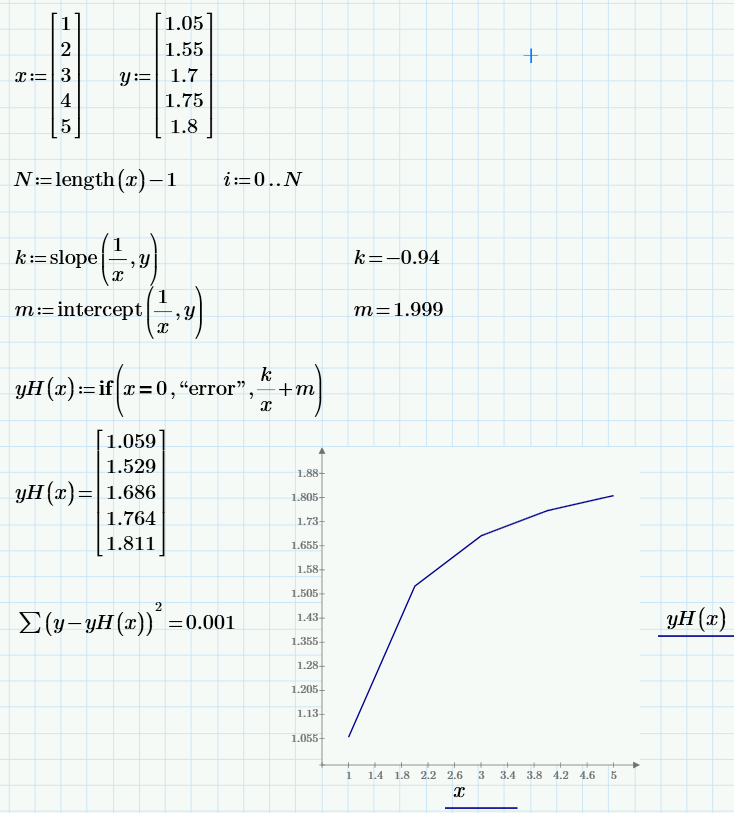 x:=[1 2 3 4 5] y:=[1.05 1.55 1.7 1.75 1.8]
N:=length(x)−1 i:=0..N
k:=slope(1/x, y) k=−0.94
m:=intercept(1/x, y) m=1.999
yH(x):=if(x=0, “error”, k/x+m)
yH(x)=[1.059 1.529 1.686 1.764 1.811]
∑(y−yH(x))²=0.001
1.88
1.805
1.73
1.655
1.58
1.505
1.43
1.355
1.28
1.205
1.13
1.055
1 1.4 1.8 2.2 2.6 3 3.4 3.8 4.2 4.6 5
x
yH(x)